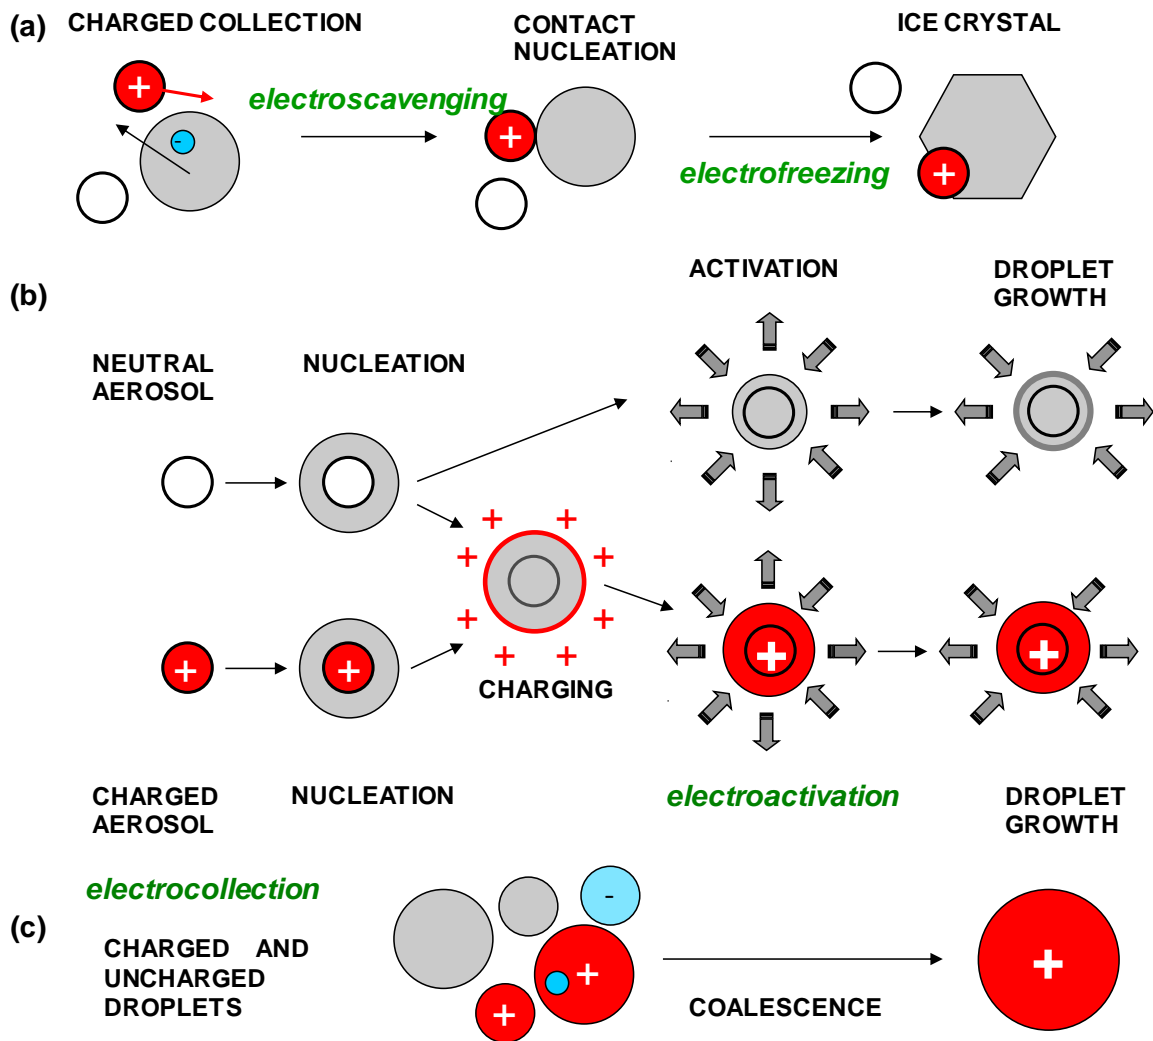 (a) CHARGED COLLECTION
CONTACT
NUCLEATION
ICE CRYSTAL
+
-
electroscavenging
+
electrofreezing
+
(b)
ACTIVATION
DROPLET
GROWTH
NEUTRAL
AEROSOL
NUCLEATION
+ +
+ +
+ +
+ +
CHARGING
+
+
+
+
CHARGED
AEROSOL
NUCLEATION
electroactivation
DROPLET
GROWTH
electrocollection
(c)
CHARGED AND
UNCHARGED
DROPLETS
-
+
+
COALESCENCE
+